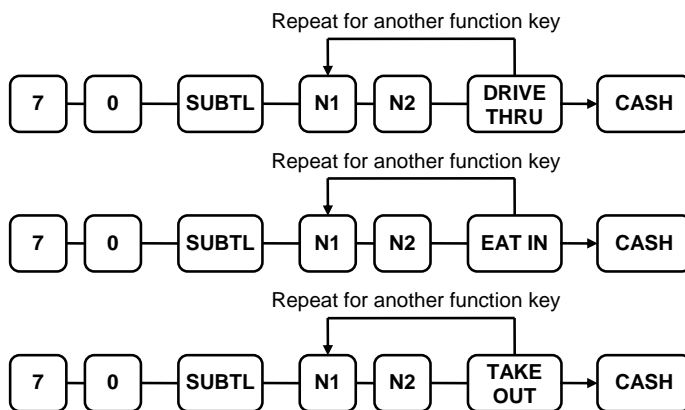 Repeat for another function key
7 0 SUBTL N1 N2 DRIVE THRU CASH
Repeat for another function key
7 0 SUBTL N1 N2 EAT IN CASH
Repeat for another function key
7 0 SUBTL N1 N2 TAKE OUT CASH